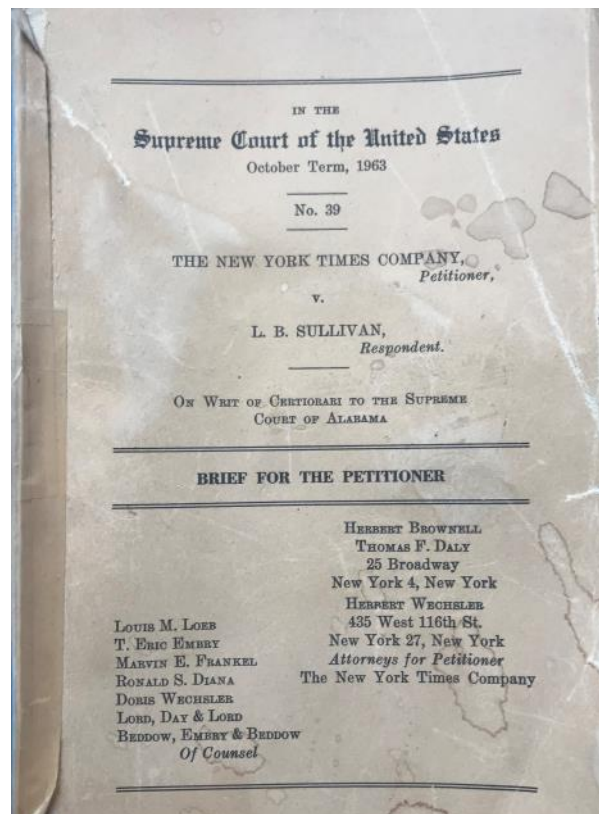 IN THE
Supreme Court of the United States
October Term, 1963
No. 39
THE NEW YORK TIMES COMPANY,
Petitioner,
v.
L. B. SULLIVAN,
Respondent.
ON WRIT OF CERTIORARI TO THE SUPREME
COURT OF ALABAMA
BRIEF FOR THE PETITIONER
HERBERT BROWNELL
THOMAS F. DALY
25 Broadway
New York 4, New York
HERBERT WECHSLER
435 West 116th St.
New York 27, New York
Attorneys for Petitioner
The New York Times Company
LOUIS M. LOEB
T. ERIC EMBRY
MARVIN E. FRANKEL
RONALD S. DIANA
DORIS WECHSLER
LORD, DAY & LORD
BEDDOW, EMBRY & BEDDOW
Of Counsel